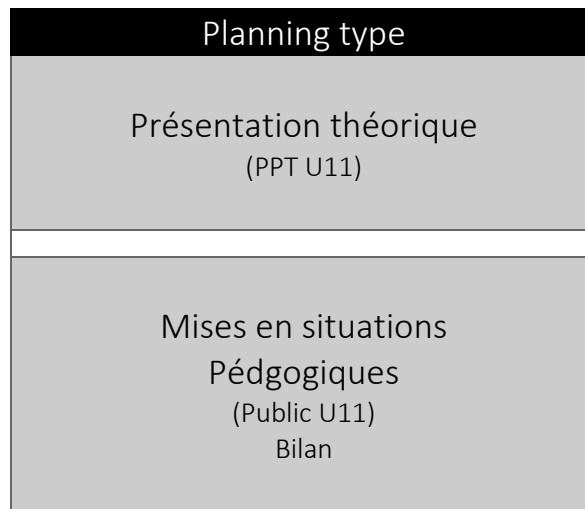 Planning type
Présentation théorique
(PPT U11)
Mises en situations
Pédgogiques
(Public U11)
Bilan